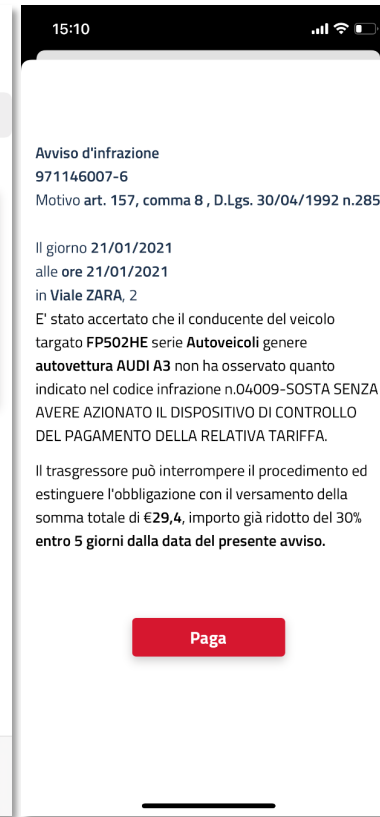 15:10
Avviso d'infrazione
971146007-6
Motivo art. 157, comma 8 , D.Lgs. 30/04/1992 n.285
Il giorno 21/01/2021
alle ore 21/01/2021
in Viale ZARA, 2
E' stato accertato che il conducente del veicolo
targato FP502HE serie Autoveicoli genere
autovettura AUDI A3 non ha osservato quanto
indicato nel codice infrazione n.04009-SOSTA SENZA
AVERE AZIONATO IL DISPOSITIVO DI CONTROLLO
DEL PAGAMENTO DELLA RELATIVA TARIFFA.
Il trasgressore può interrompere il procedimento ed
estinguere l'obbligazione con il versamento della
somma totale di €29,4, importo già ridotto del 30%
entro 5 giorni dalla data del presente avviso.
Paga